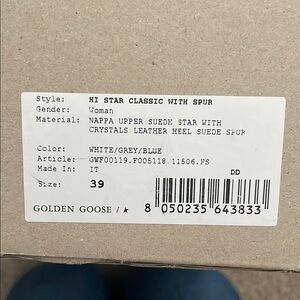 Style: HI STAR CLASSIC WITH SPUR
Gender: Woman
Material: NAPPA UPPER SUEDE STAR WITH
CRYSTALS LEATHER HEEL SUEDE SPUR
Color: WHITE/GREY/BLUE
Article: GWF00119.F005118.11506.FS
Made In: IT
DD
Size: 39
GOLDEN GOOSE / ★
8 050235 643833